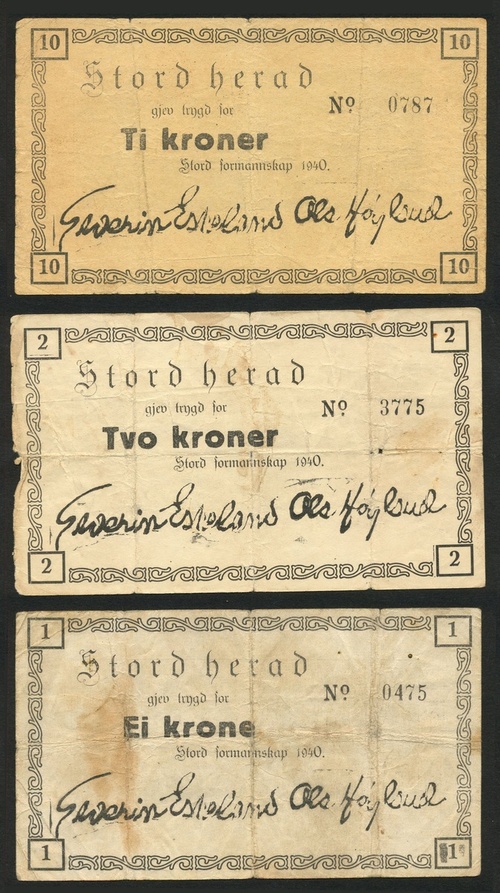 10 10
Stord herad
gjev trygd for Nº 0787
Ti kroner
Stord formannskap 1940.
Severin Esteland Ola Høyland
10 10
2 2
Stord herad
gjev trygd for Nº 3775
Tvo kroner
Stord formannskap 1940.
Severin Esteland Ola Høyland
2 2
1 1
Stord herad
gjev trygd for Nº 0475
Ei krone
Stord formannskap 1940.
Severin Esteland Ola Høyland
1 1